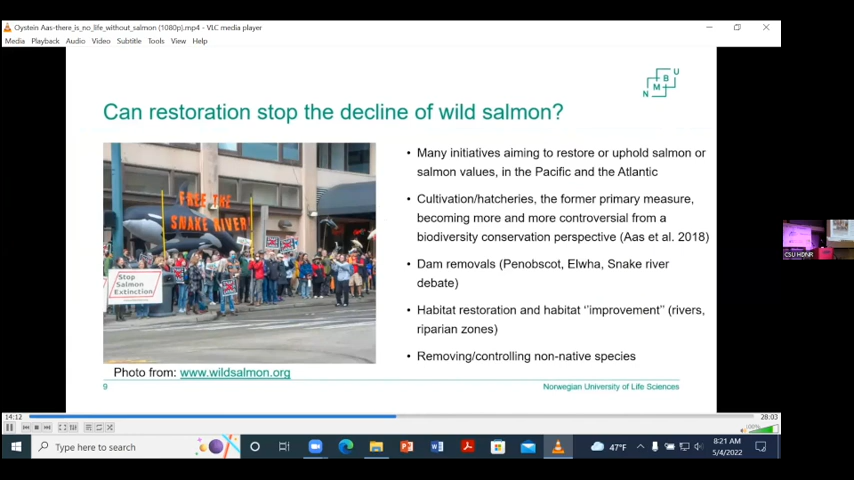 Oystein Aas-there_is_no_life_without_salmon (1080p).mp4 - VLC media player
Media Playback Audio Video Subtitle Tools View Help
N M B U
Can restoration stop the decline of wild salmon?
FREE THE
SNAKE RIVER!
Stop
Salmon
Extinction
• Many initiatives aiming to restore or uphold salmon or
salmon values, in the Pacific and the Atlantic
• Cultivation/hatcheries, the former primary measure,
becoming more and more controversial from a
biodiversity conservation perspective (Aas et al. 2018)
• Dam removals (Penobscot, Elwha, Snake river
debate)
• Habitat restoration and habitat ‘’improvement’’ (rivers,
riparian zones)
• Removing/controlling non-native species
Photo from: www.wildsalmon.org
9
Norwegian University of Life Sciences
CSU HDNR
14:12
28:03
100%
Type here to search
47°F
8:21 AM
5/4/2022